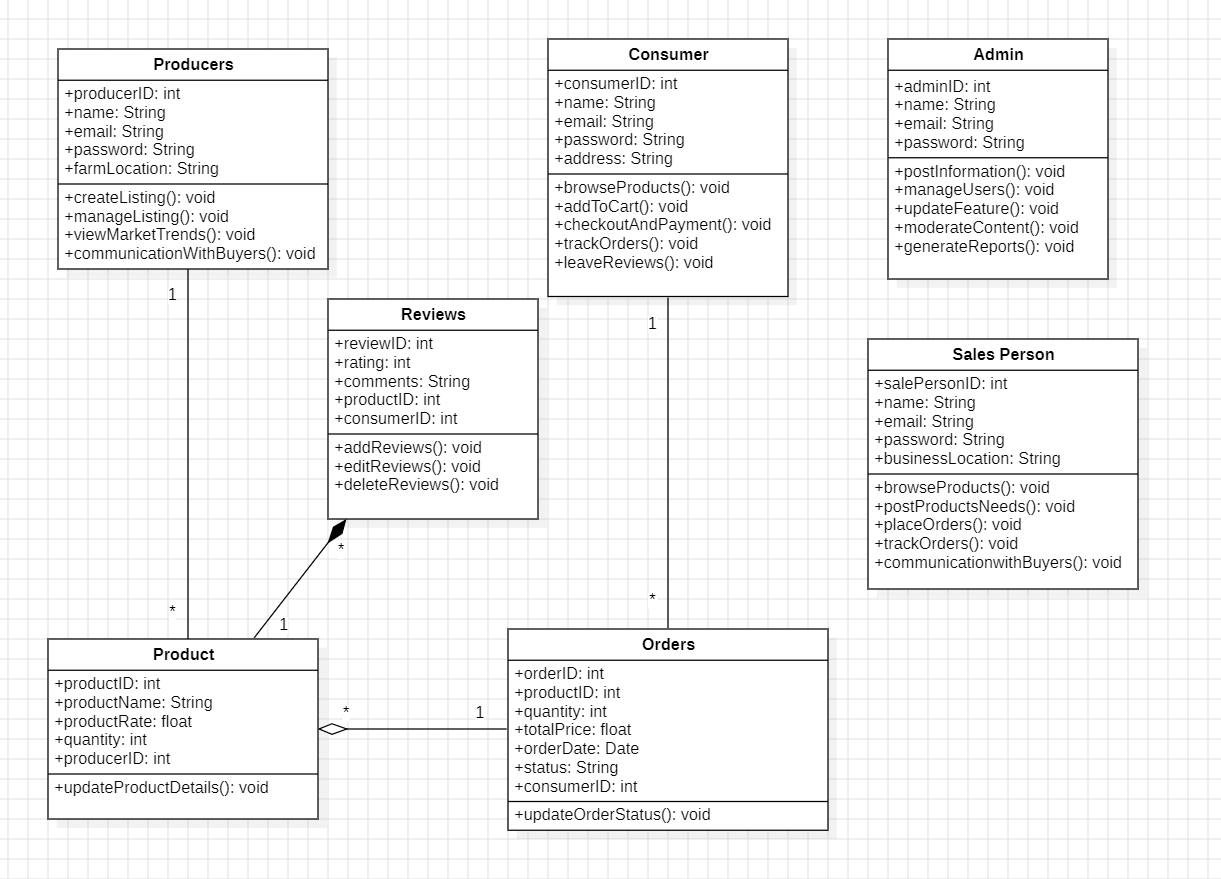 Producers
+producerID: int
+name: String
+email: String
+password: String
+farmLocation: String
+createListing(): void
+manageListing(): void
+viewMarketTrends(): void
+communicationWithBuyers(): void
Consumer
+consumerID: int
+name: String
+email: String
+password: String
+address: String
+browseProducts(): void
+addToCart(): void
+checkoutAndPayment(): void
+trackOrders(): void
+leaveReviews(): void
Admin
+adminID: int
+name: String
+email: String
+password: String
+postInformation(): void
+manageUsers(): void
+updateFeature(): void
+moderateContent(): void
+generateReports(): void
1
Reviews
+reviewID: int
+rating: int
+comments: String
+productID: int
+consumerID: int
+addReviews(): void
+editReviews(): void
+deleteReviews(): void
1
Sales Person
+salePersonID: int
+name: String
+email: String
+password: String
+businessLocation: String
+browseProducts(): void
+postProductsNeeds(): void
+placeOrders(): void
+trackOrders(): void
+communicationwithBuyers(): void
*
*
1
*
Product
+productID: int
+productName: String
+productRate: float
+quantity: int
+producerID: int
+updateProductDetails(): void
*
1
Orders
+orderID: int
+productID: int
+quantity: int
+totalPrice: float
+orderDate: Date
+status: String
+consumerID: int
+updateOrderStatus(): void